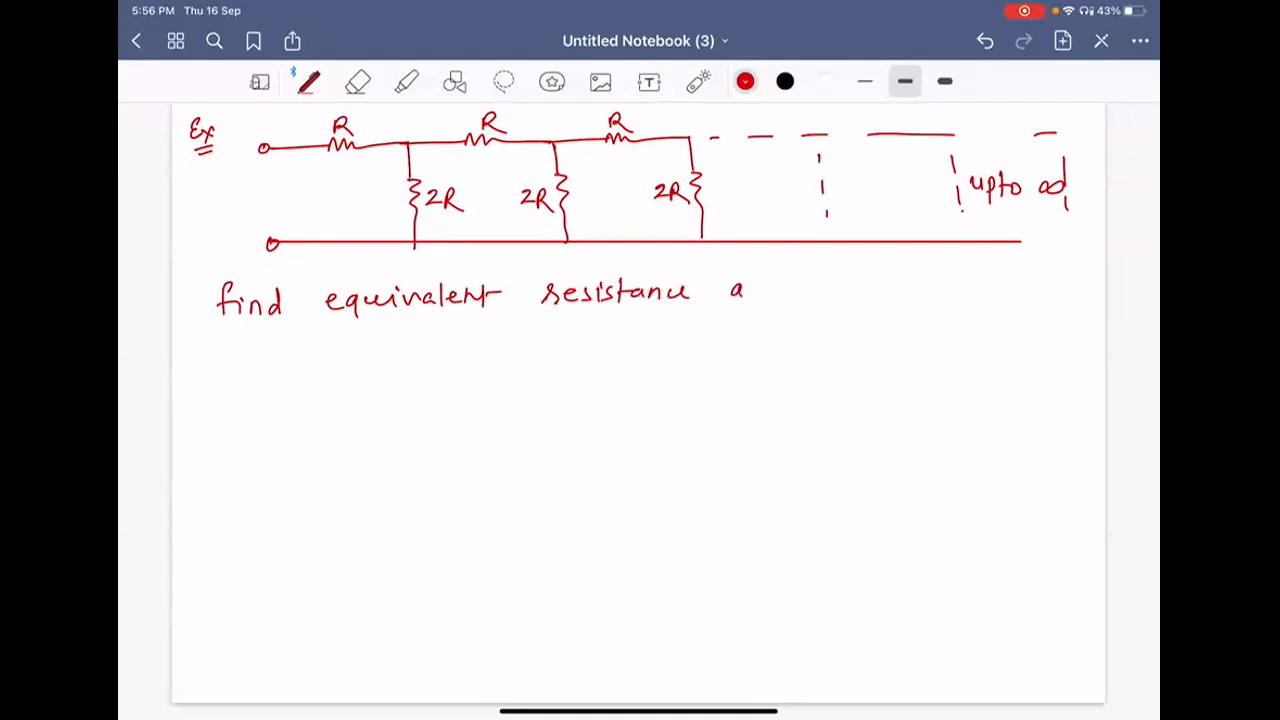 5:56 PM Thu 16 Sep
43%
Untitled Notebook (3)
Ex
R R R
2R 2R 2R upto ∞
find equivalent resistance a